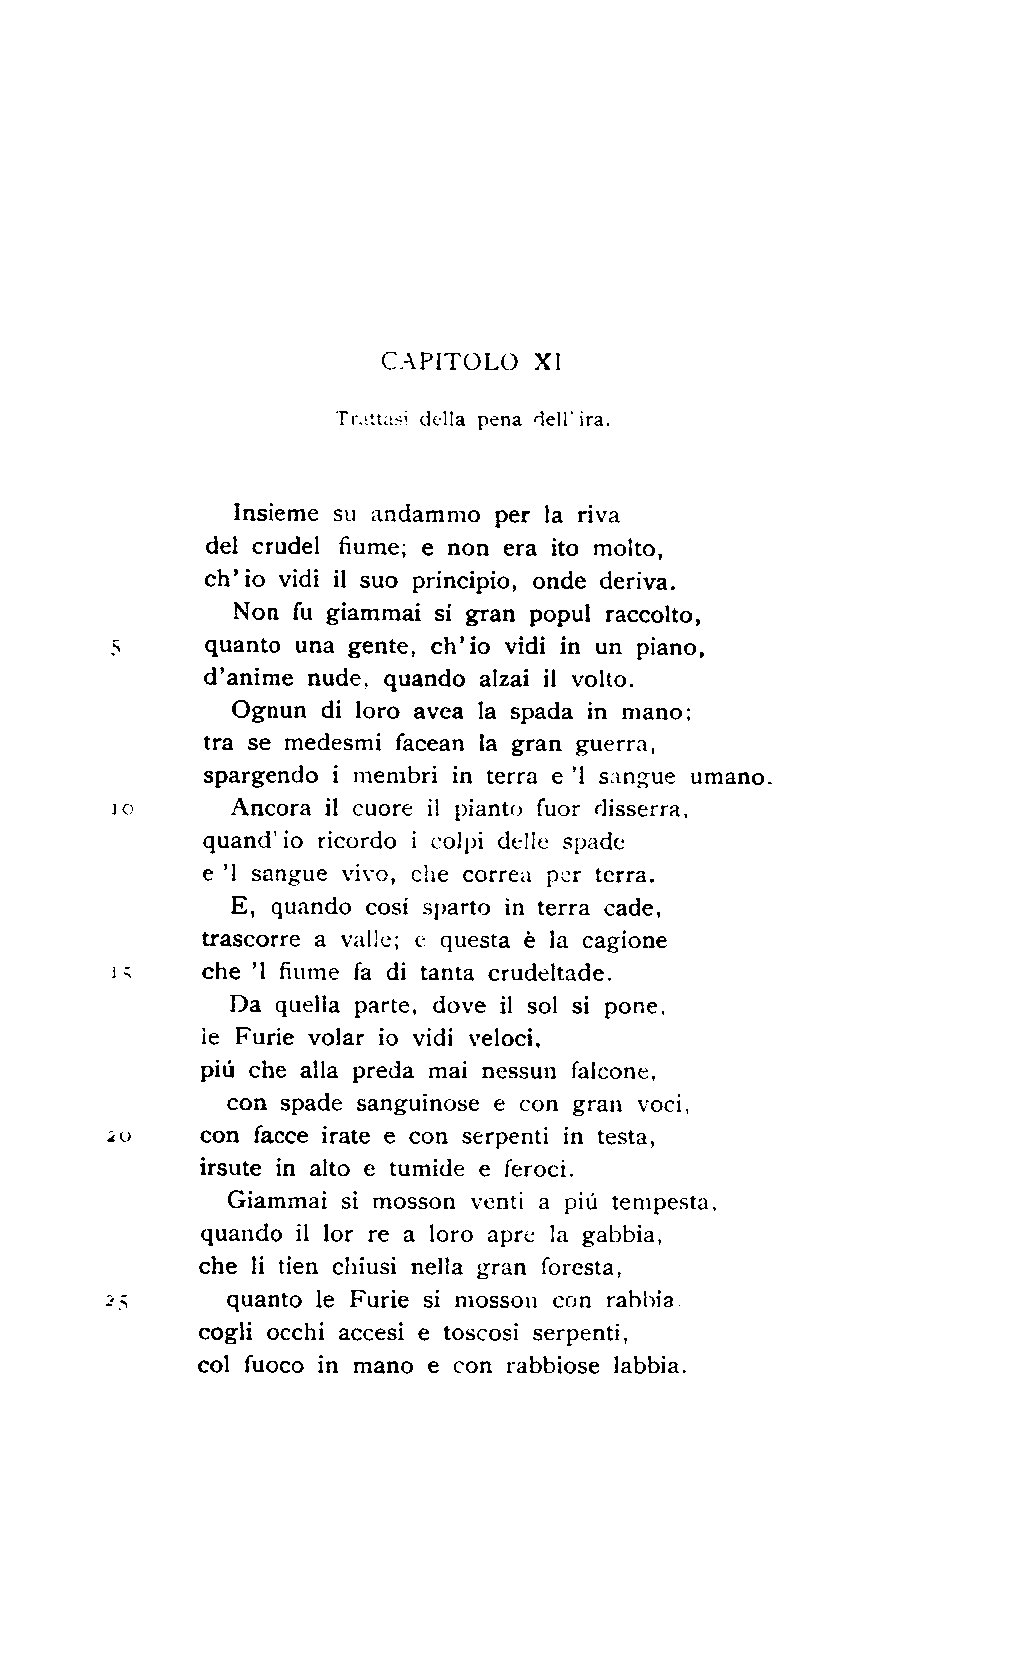 CAPITOLO XI
Trattasi della pena dell'ira.
Insieme su andammo per la riva
del crudel fiume; e non era ito molto,
ch'io vidi il suo principio, onde deriva.
Non fu giammai sí gran popul raccolto,
5 quanto una gente, ch'io vidi in un piano,
d'anime nude, quando alzai il volto.
Ognun di loro avea la spada in mano;
tra se medesmi facean la gran guerra,
spargendo i membri in terra e 'l sangue umano.
10 Ancora il cuore il pianto fuor disserra,
quand'io ricordo i colpi delle spade
e 'l sangue vivo, che correa per terra.
E, quando cosí sparto in terra cade,
trascorre a valle; e questa è la cagione
15 che 'l fiume fa di tanta crudeltade.
Da quella parte, dove il sol si pone,
le Furie volar io vidi veloci,
piú che alla preda mai nessun falcone,
con spade sanguinose e con gran voci,
20 con facce irate e con serpenti in testa,
irsute in alto e tumide e feroci.
Giammai si mosson venti a piú tempesta,
quando il lor re a loro apre la gabbia,
che li tien chiusi nella gran foresta,
25 quanto le Furie si mosson con rabbia
cogli occhi accesi e toscosi serpenti,
col fuoco in mano e con rabbiose labbia.